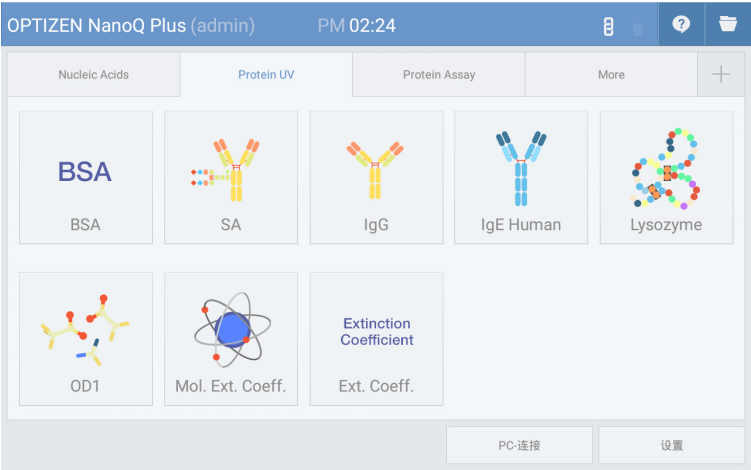 OPTIZEN NanoQ Plus (admin) PM 02:24
Nucleic Acids Protein UV Protein Assay More
BSA
BSA SA IgG IgE Human Lysozyme
Extinction
Coefficient
OD1 Mol. Ext. Coeff. Ext. Coeff.
PC-连接 设置